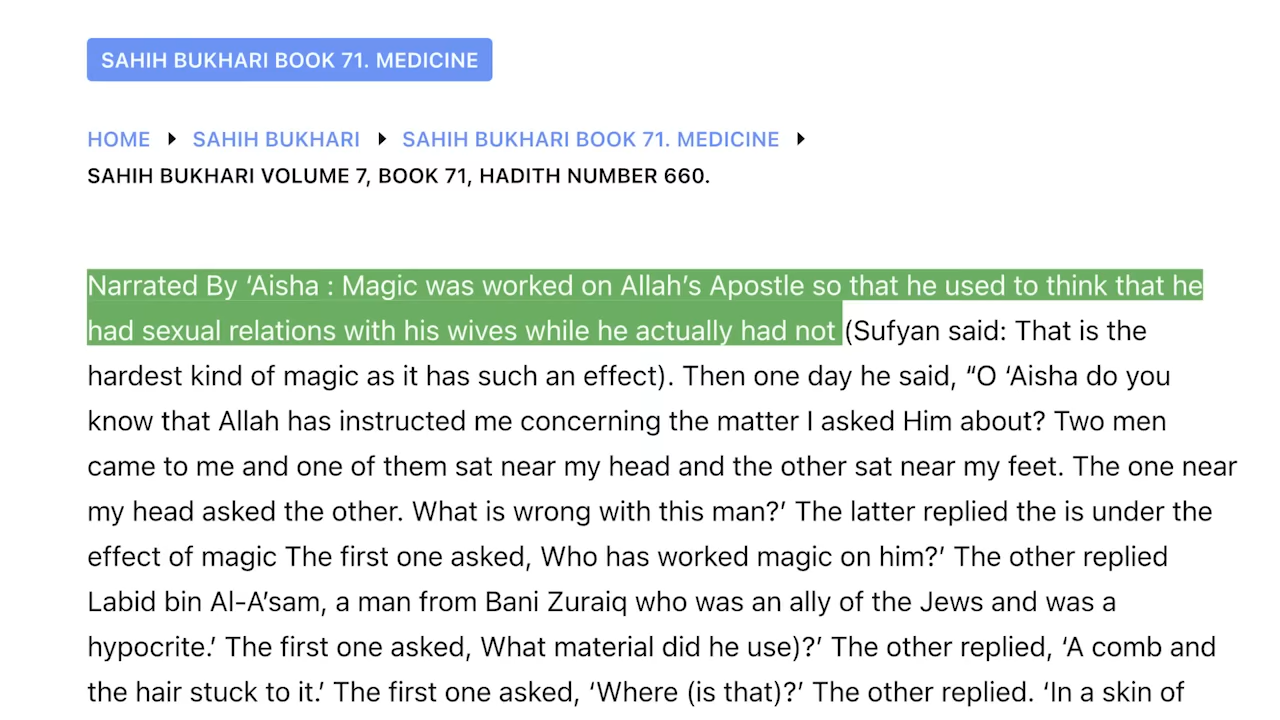 SAHIH BUKHARI BOOK 71. MEDICINE
HOME ▸ SAHIH BUKHARI ▸ SAHIH BUKHARI BOOK 71. MEDICINE ▸
SAHIH BUKHARI VOLUME 7, BOOK 71, HADITH NUMBER 660.
Narrated By ‘Aisha : Magic was worked on Allah’s Apostle so that he used to think that he
had sexual relations with his wives while he actually had not (Sufyan said: That is the
hardest kind of magic as it has such an effect). Then one day he said, “O ‘Aisha do you
know that Allah has instructed me concerning the matter I asked Him about? Two men
came to me and one of them sat near my head and the other sat near my feet. The one near
my head asked the other. What is wrong with this man?’ The latter replied the is under the
effect of magic The first one asked, Who has worked magic on him?’ The other replied
Labid bin Al-A’sam, a man from Bani Zuraiq who was an ally of the Jews and was a
hypocrite.’ The first one asked, What material did he use)?’ The other replied, ‘A comb and
the hair stuck to it.’ The first one asked, ‘Where (is that)?’ The other replied. ‘In a skin of